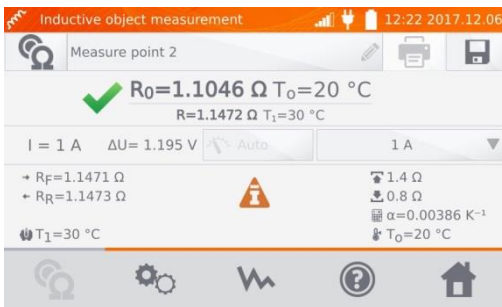 Inductive object measurement 12:22 2017.12.06
Measure point 2
R₀=1.1046 Ω T₀=20 °C
R=1.1472 Ω T₁=30 °C
I = 1 A ΔU= 1.195 V Auto 1 A
RF=1.1471 Ω 1.4 Ω
RR=1.1473 Ω 0.8 Ω
α=0.00386 K⁻¹
T₁=30 °C T₀=20 °C